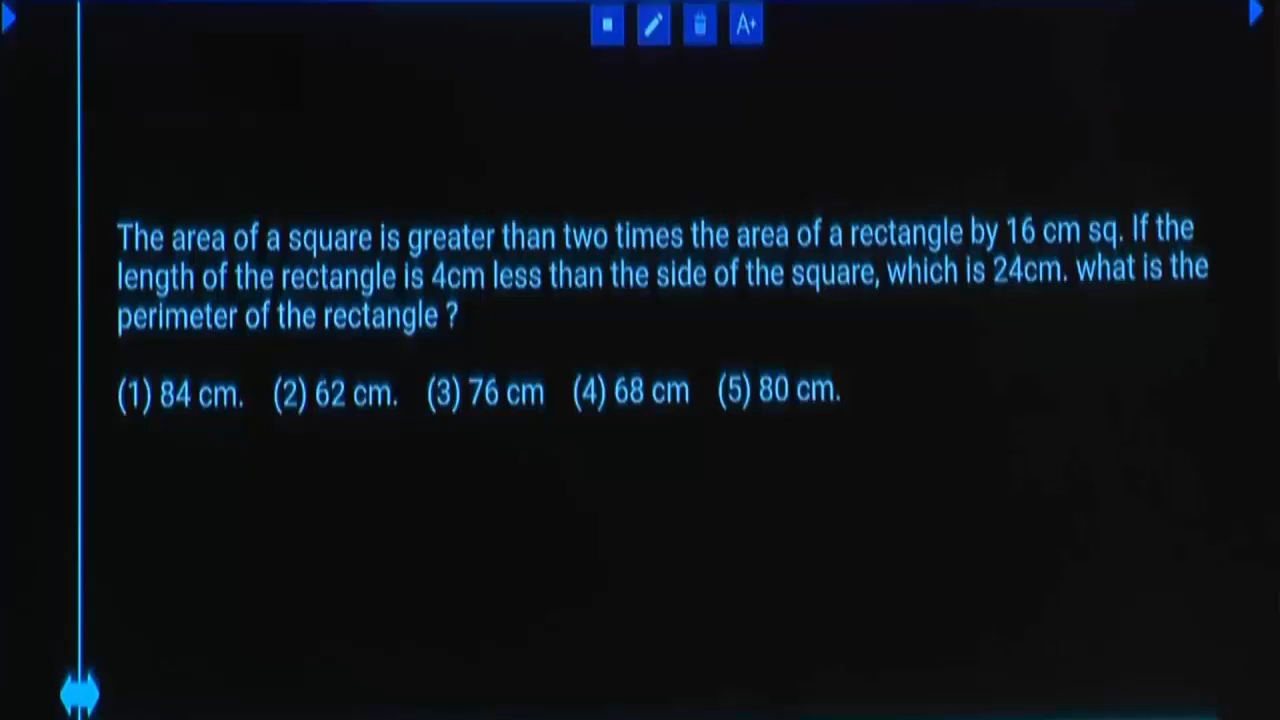 A+
The area of a square is greater than two times the area of a rectangle by 16 cm sq. If the
length of the rectangle is 4cm less than the side of the square, which is 24cm. what is the
perimeter of the rectangle ?
(1) 84 cm. (2) 62 cm. (3) 76 cm (4) 68 cm (5) 80 cm.